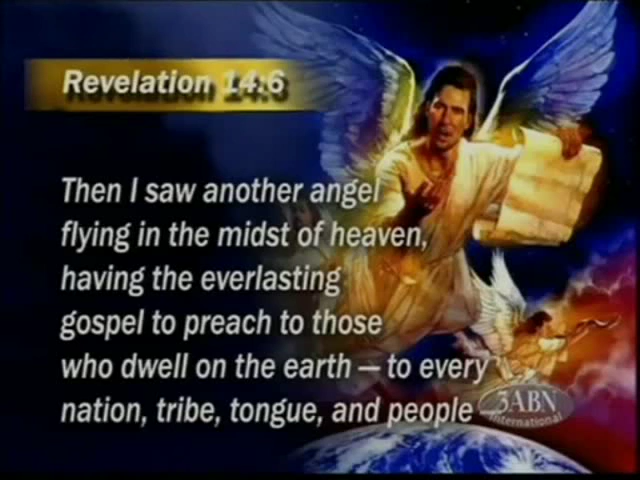 Revelation 14:6
Then I saw another angel
flying in the midst of heaven,
having the everlasting
gospel to preach to those
who dwell on the earth — to every
nation, tribe, tongue, and people —
3ABN
International